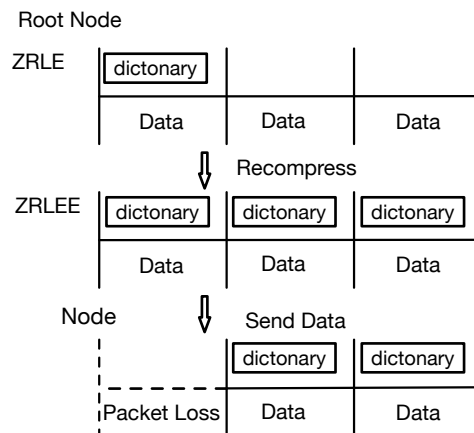 Root Node
ZRLE
dictonary
Data Data Data
Recompress
ZRLEE
dictonary dictonary dictonary
Data Data Data
Node
Send Data
dictonary dictonary
Packet Loss Data Data